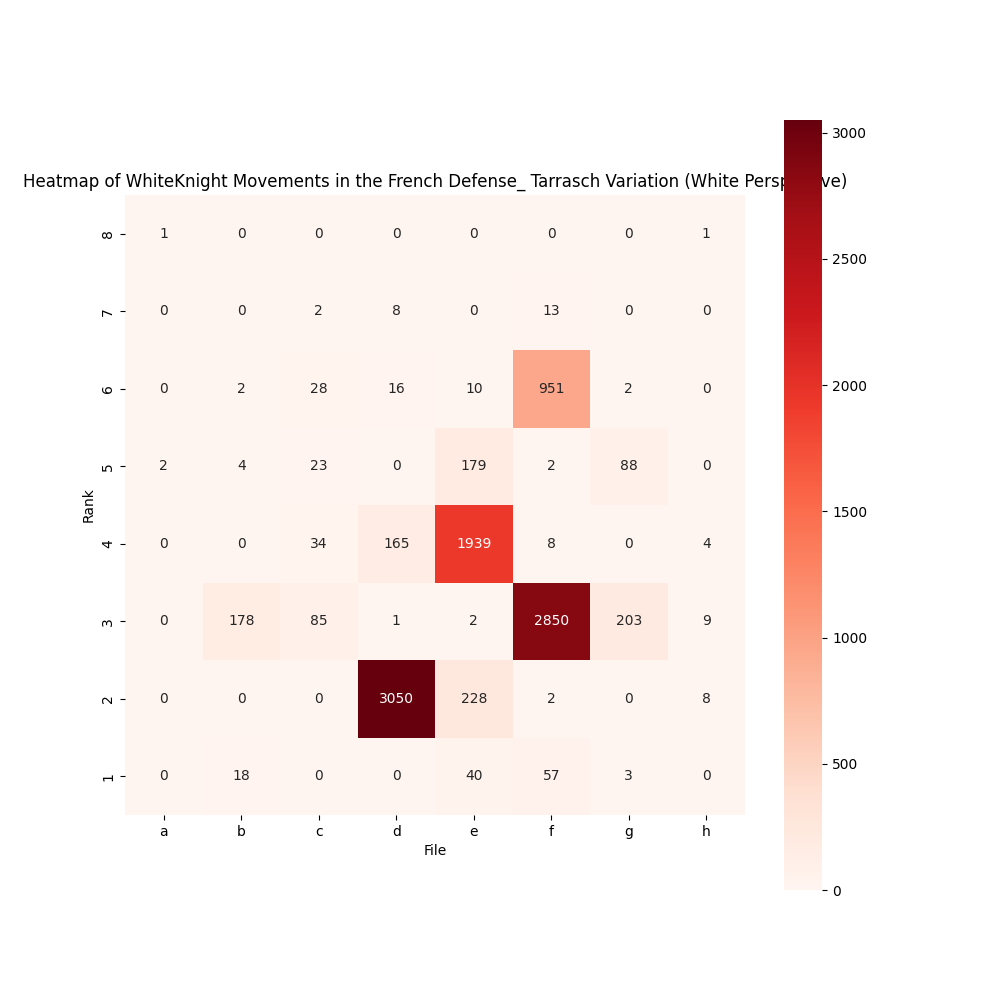 Heatmap of WhiteKnight Movements in the French Defense_ Tarrasch Variation (White Persp ve)
8 1 0 0 0 0 0 0 1
7 0 0 2 8 0 13 0 0
6 0 2 28 16 10 951 2 0
5 2 4 23 0 179 2 88 0
4 0 0 34 165 1939 8 0 4
3 0 178 85 1 2 2850 203 9
2 0 0 0 3050 228 2 0 8
1 0 18 0 0 40 57 3 0
a b c d e f g h
File
Rank
3000
2500
2000
1500
1000
500
0